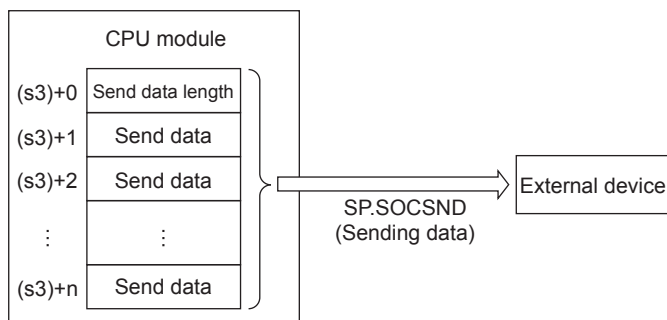 CPU module
(s3)+0 Send data length
(s3)+1 Send data
(s3)+2 Send data
⋮ ⋮
(s3)+n Send data
SP.SOCSND
(Sending data)
External device